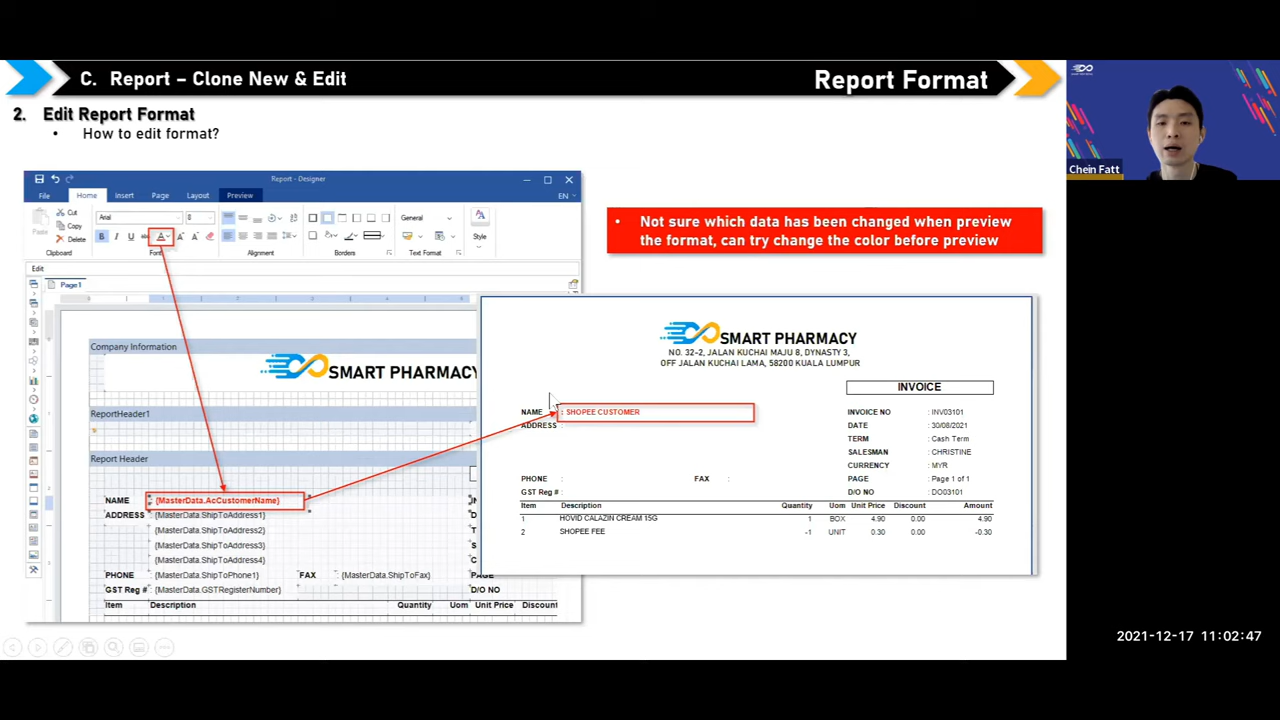 C. Report – Clone New & Edit
Report Format
2. Edit Report Format
• How to edit format?
Chein Fatt
Report - Designer
File Home Insert Page Layout Preview EN
Cut
Copy
Delete
Arial 8
General
Style
B I U abc A A A
Clipboard Font Alignment Borders Text Format
Edit
Page1
Company Information
SMART PHARMACY
ReportHeader1
Report Header
NAME : {MasterData.AcCustomerName}
ADDRESS : {MasterData.ShipToAddress1}
{MasterData.ShipToAddress2}
{MasterData.ShipToAddress3}
{MasterData.ShipToAddress4}
PHONE : {MasterData.ShipToPhone1} FAX : {MasterData.ShipToFax} PAGE
GST Reg # : {MasterData.GSTRegisterNumber} D/O NO
Item Description Quantity Uom Unit Price Discount
• Not sure which data has been changed when preview
the format, can try change the color before preview
SMART PHARMACY
NO. 32-2, JALAN KUCHAI MAJU 8, DYNASTY 3,
OFF JALAN KUCHAI LAMA, 58200 KUALA LUMPUR
INVOICE
NAME : SHOPEE CUSTOMER
ADDRESS :
INVOICE NO : INV03101
DATE : 30/08/2021
TERM : Cash Term
SALESMAN : CHRISTINE
CURRENCY : MYR
PHONE : FAX : PAGE : Page 1 of 1
GST Reg # : D/O NO : DO03101
Item Description Quantity Uom Unit Price Discount Amount
1 HOVID CALAZIN CREAM 15G 1 BOX 4.90 0.00 4.90
2 SHOPEE FEE -1 UNIT 0.30 0.00 -0.30
2021-12-17 11:02:47